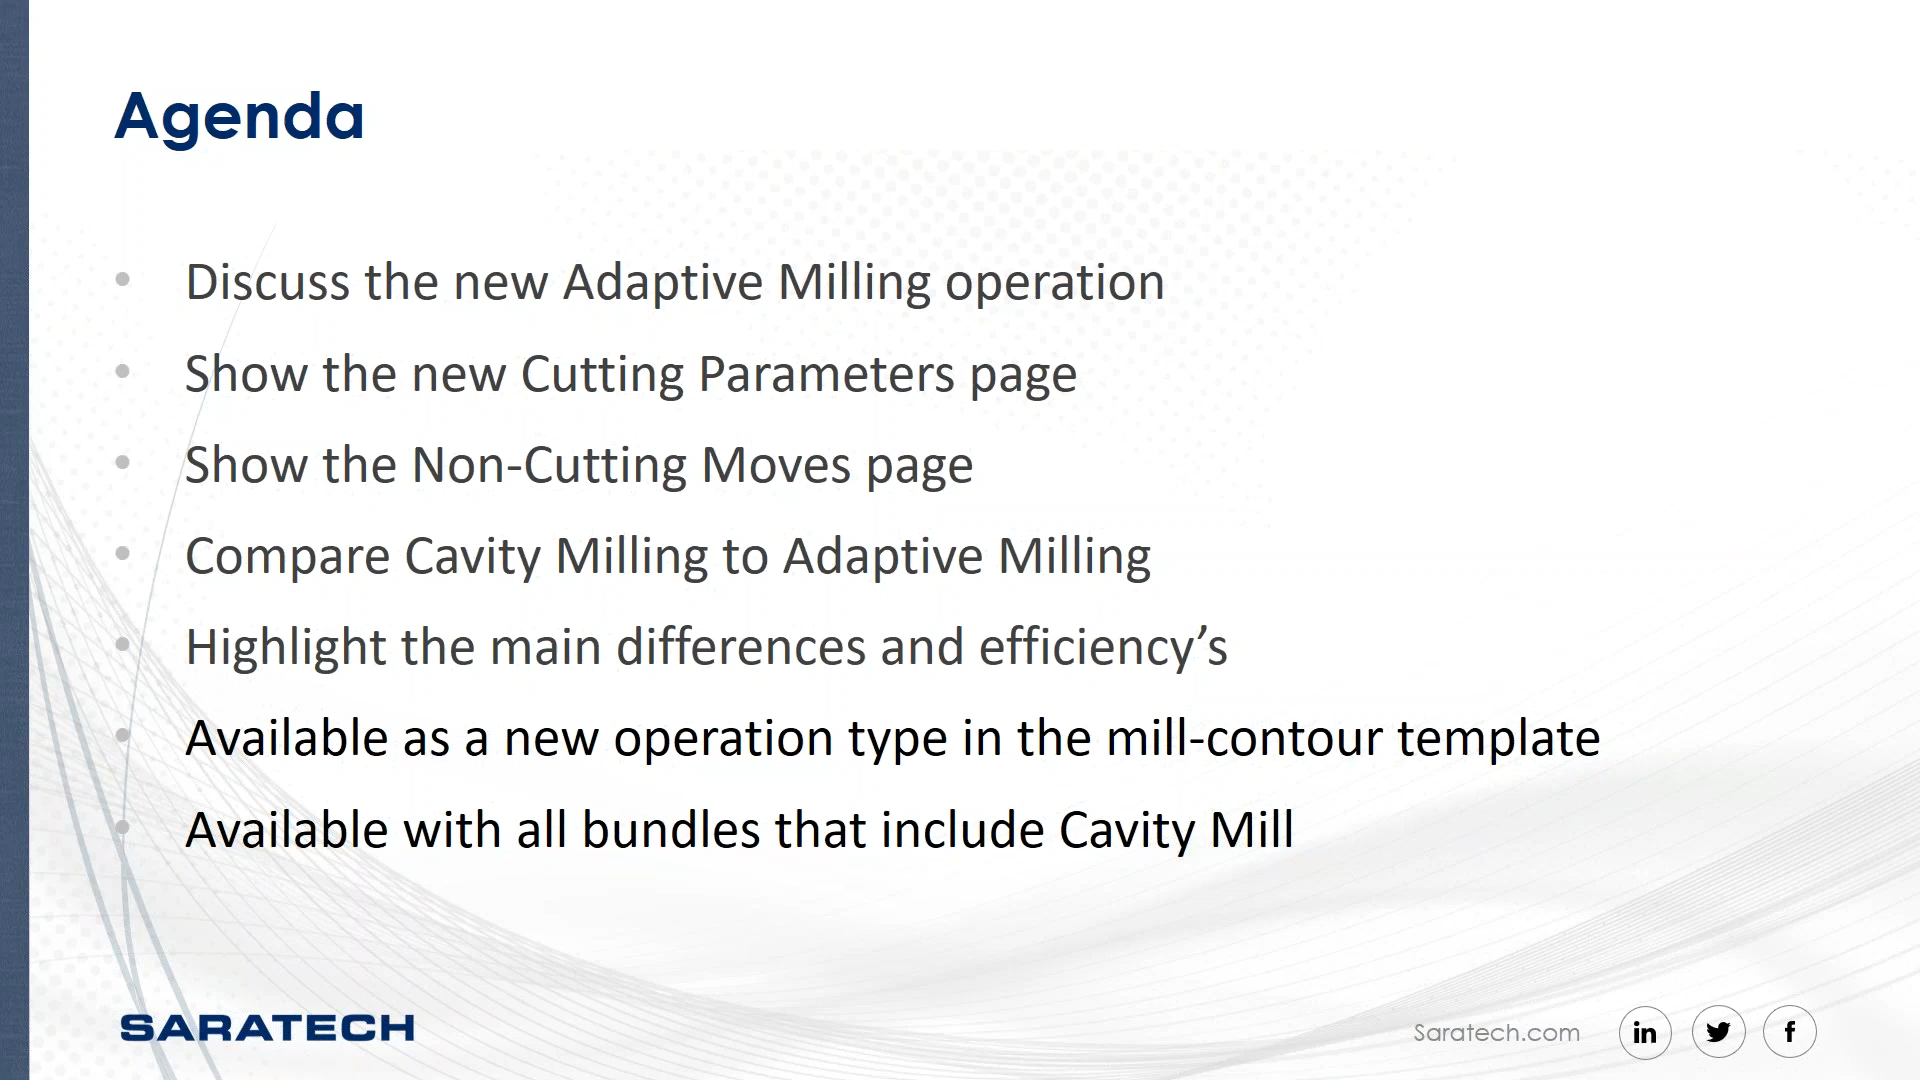 Agenda
• Discuss the new Adaptive Milling operation
• Show the new Cutting Parameters page
• Show the Non-Cutting Moves page
• Compare Cavity Milling to Adaptive Milling
• Highlight the main differences and efficiency’s
• Available as a new operation type in the mill-contour template
• Available with all bundles that include Cavity Mill
SARATECH
Saratech.com in f